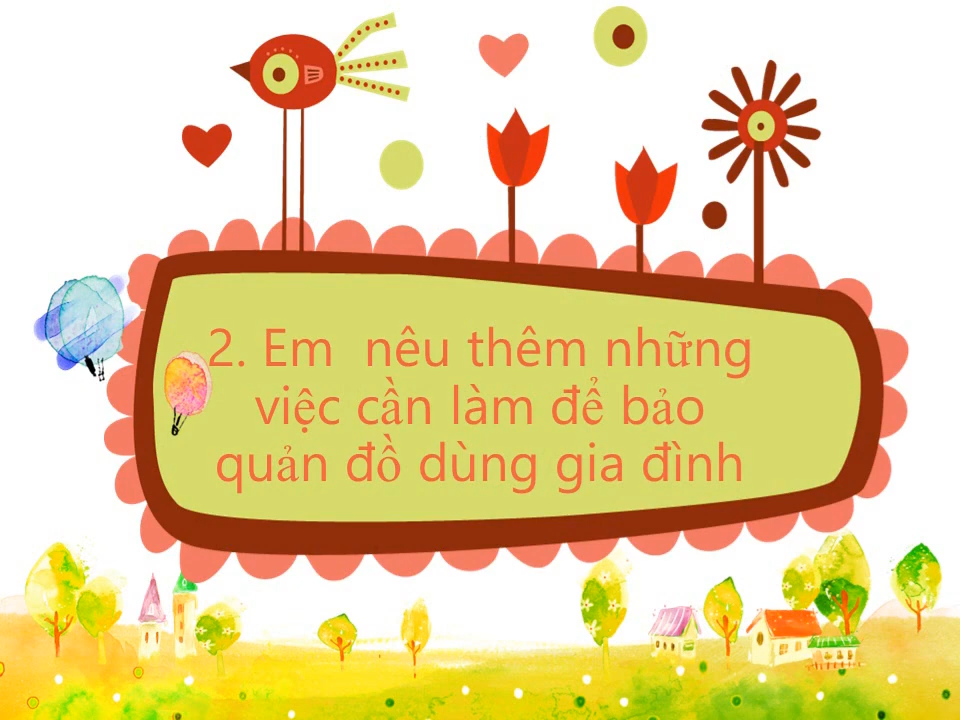 2. Em nêu thêm những
việc cần làm để bảo
quản đồ dùng gia đình